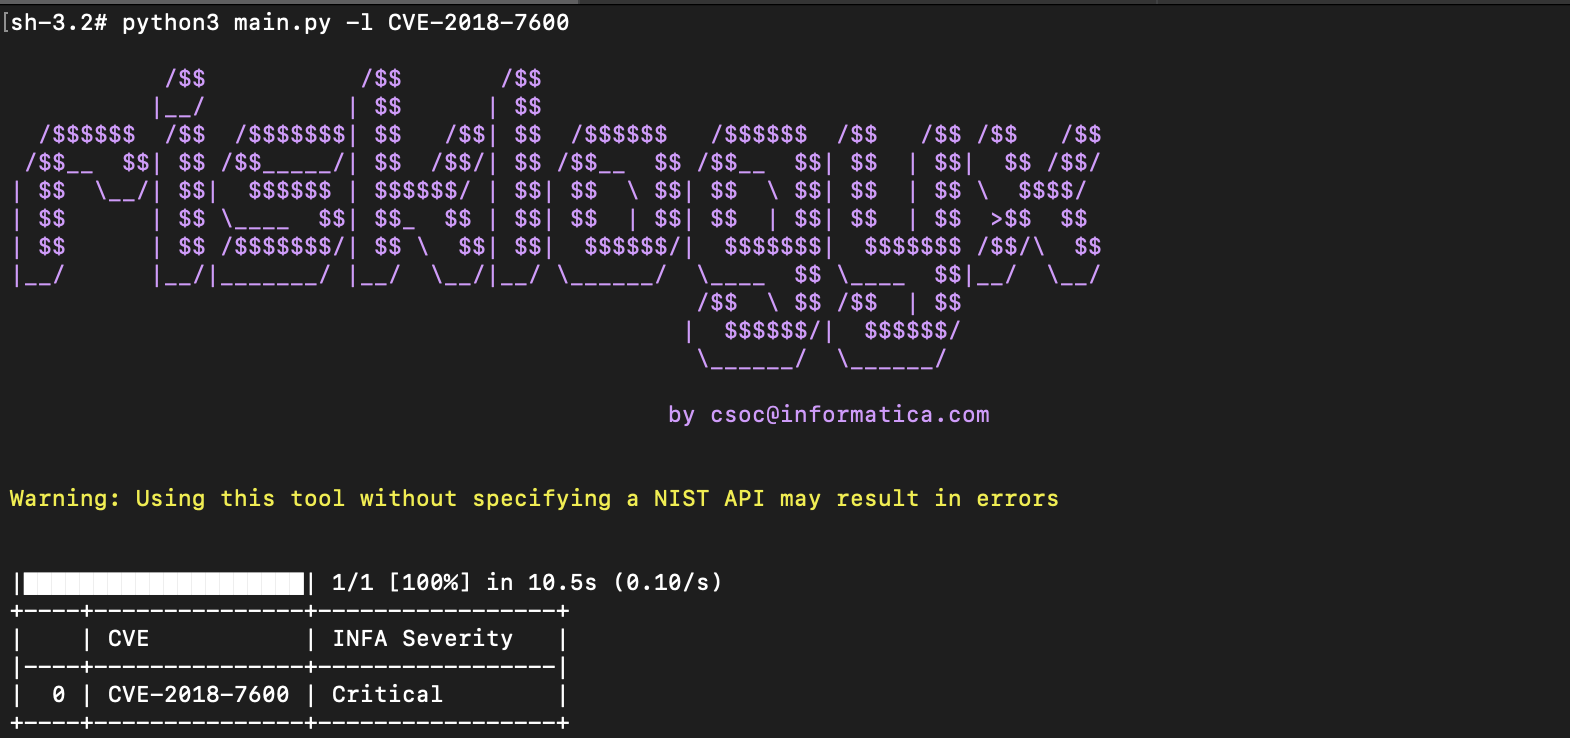 [sh-3.2# python3 main.py -l CVE-2018-7600
           /$$           /$$       /$$
          |__/          | $$      | $$
  /$$$$$$  /$$  /$$$$$$$| $$   /$$| $$  /$$$$$$   /$$$$$$  /$$   /$$ /$$   /$$
 /$$__  $$| $$ /$$_____/| $$  /$$/| $$ /$$__  $$ /$$__  $$| $$  | $$|  $$ /$$/
| $$  \__/| $$|  $$$$$$ | $$$$$$/ | $$| $$  \ $$| $$  \ $$| $$  | $$ \  $$$$/
| $$      | $$ \____  $$| $$_  $$ | $$| $$  | $$| $$  | $$| $$  | $$  >$$  $$
| $$      | $$ /$$$$$$$/| $$ \  $$| $$|  $$$$$$/|  $$$$$$$|  $$$$$$$ /$$/\  $$
|__/      |__/|_______/ |__/  \__/|__/ \______/  \____  $$ \____  $$|__/  \__/
                                                 /$$  \ $$ /$$  | $$
                                                |  $$$$$$/|  $$$$$$/
                                                 \______/  \______/
by csoc@informatica.com
Warning: Using this tool without specifying a NIST API may result in errors
|████████████████████| 1/1 [100%] in 10.5s (0.10/s)
+----+---------------+-----------------+
|    | CVE           | INFA Severity   |
|----+---------------+-----------------|
|  0 | CVE-2018-7600 | Critical        |
+----+---------------+-----------------+